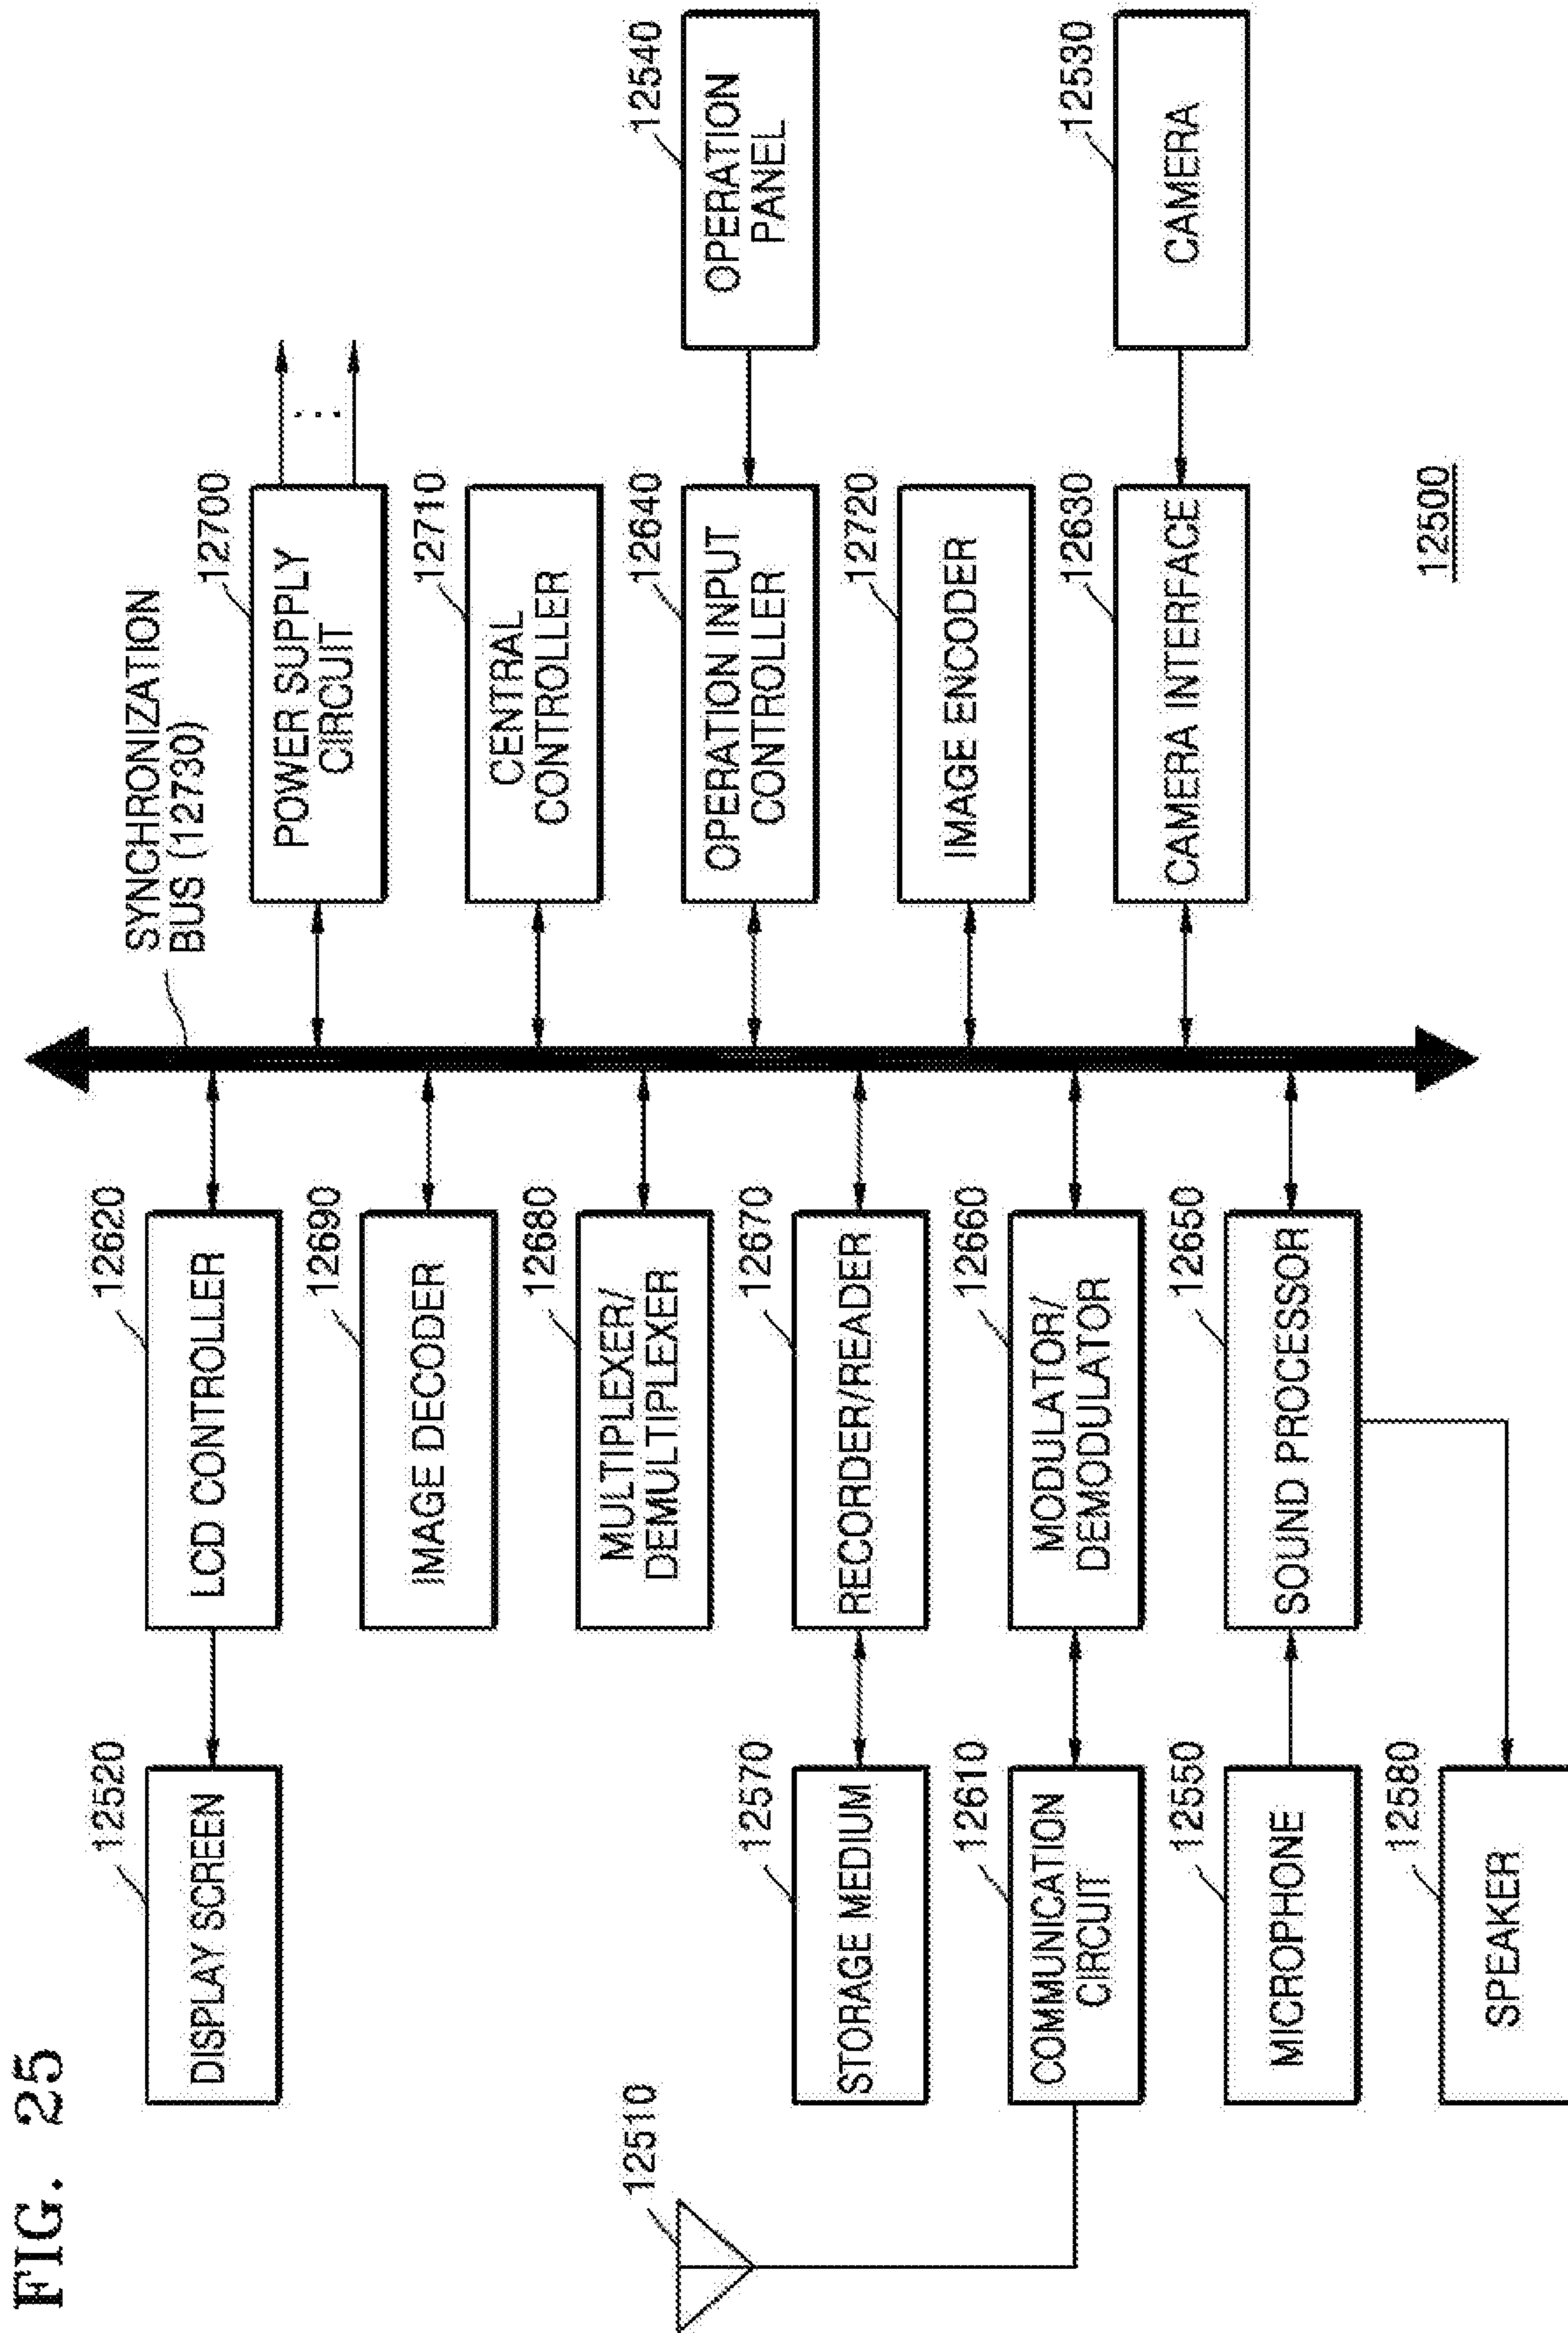 FIG. 25
SYNCHRONIZATION
BUS (12730)
12520
DISPLAY SCREEN
12620
LCD CONTROLLER
12700
POWER SUPPLY
CIRCUIT
12690
IMAGE DECODER
12710
CENTRAL
CONTROLLER
12680
MULTIPLEXER/
DEMULTIPLEXER
12640
OPERATION INPUT
CONTROLLER
12540
OPERATION
PANEL
12510
12570
STORAGE MEDIUM
12670
RECORDER/READER
12720
IMAGE ENCODER
12610
COMMUNICATION
CIRCUIT
12660
MODULATOR/
DEMODULATOR
12630
CAMERA INTERFACE
12530
CAMERA
12550
MICROPHONE
12650
SOUND PROCESSOR
12580
SPEAKER
12500